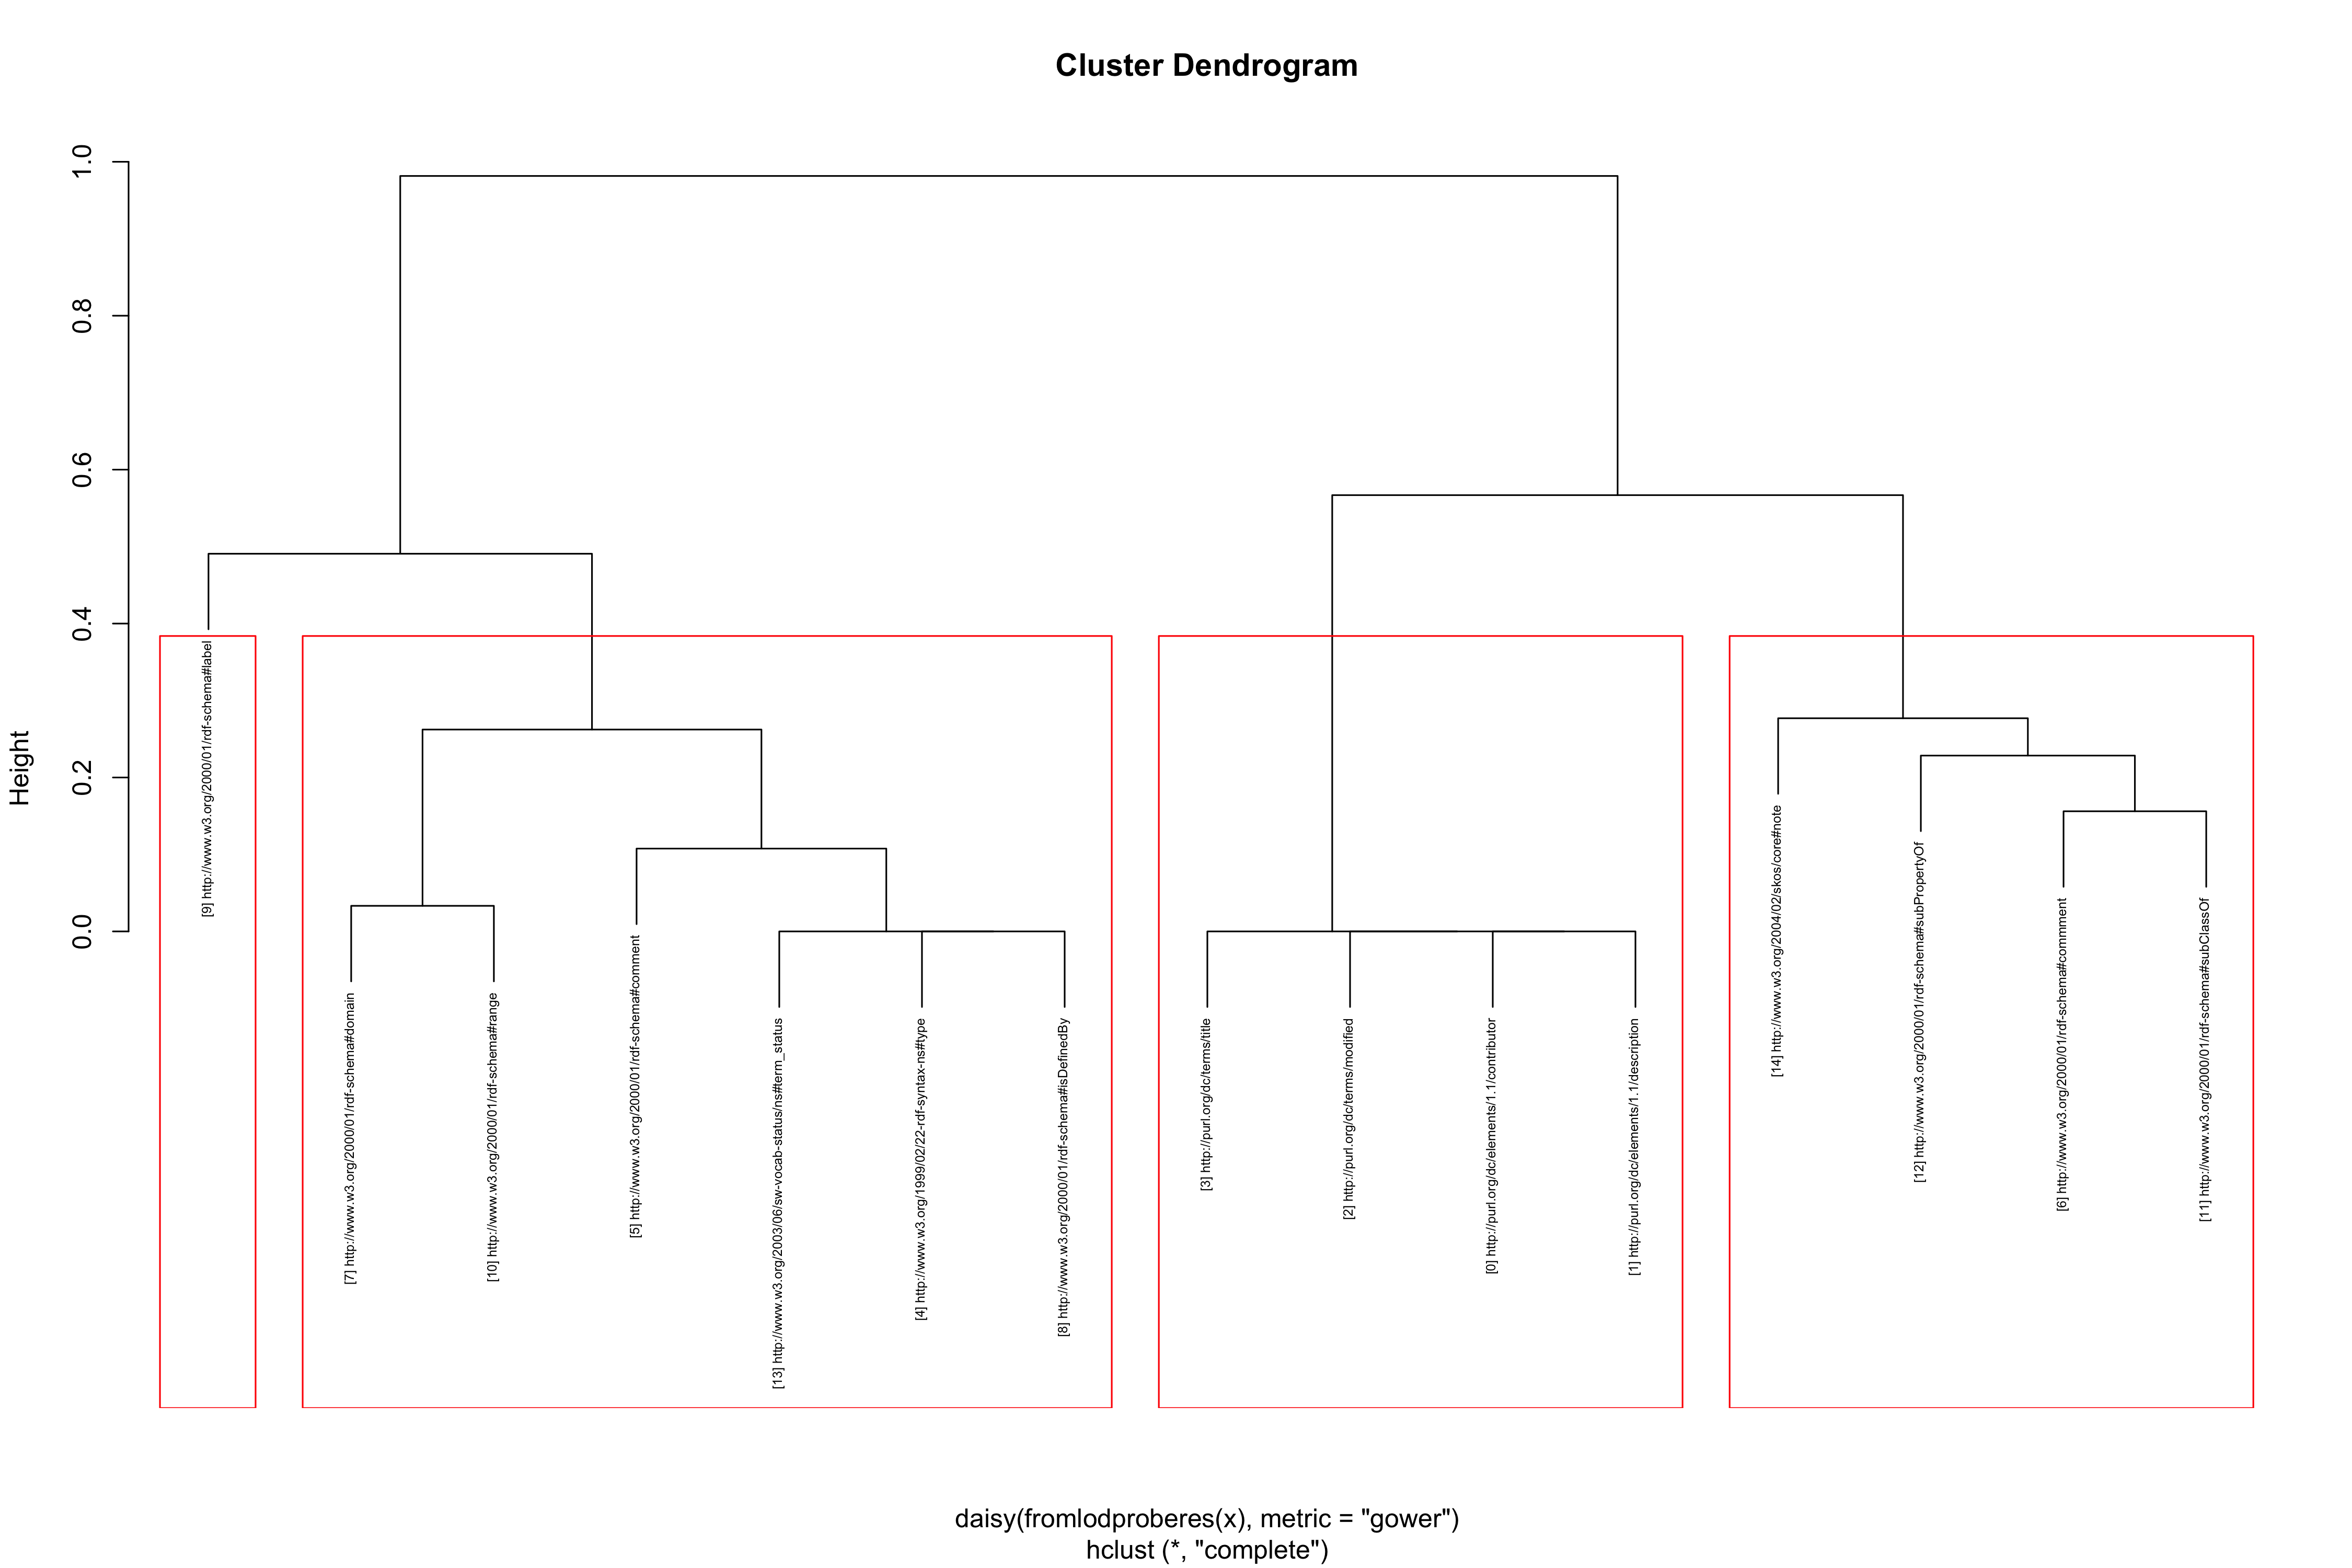 Cluster Dendrogram
Height
0.0
0.2
0.4
0.6
0.8
1.0
[9] http://www.w3.org/2000/01/rdf-schema#label
[7] http://www.w3.org/2000/01/rdf-schema#domain
[10] http://www.w3.org/2000/01/rdf-schema#range
[5] http://www.w3.org/2000/01/rdf-schema#comment
[13] http://www.w3.org/2003/06/sw-vocab-status/ns#term_status
[4] http://www.w3.org/1999/02/22-rdf-syntax-ns#type
[8] http://www.w3.org/2000/01/rdf-schema#isDefinedBy
[3] http://purl.org/dc/terms/title
[2] http://purl.org/dc/terms/modified
[0] http://purl.org/dc/elements/1.1/contributor
[1] http://purl.org/dc/elements/1.1/description
[14] http://www.w3.org/2004/02/skos/core#note
[12] http://www.w3.org/2000/01/rdf-schema#subPropertyOf
[6] http://www.w3.org/2000/01/rdf-schema#commment
[11] http://www.w3.org/2000/01/rdf-schema#subClassOf
daisy(fromlodproberes(x), metric = "gower")
hclust (*, "complete")